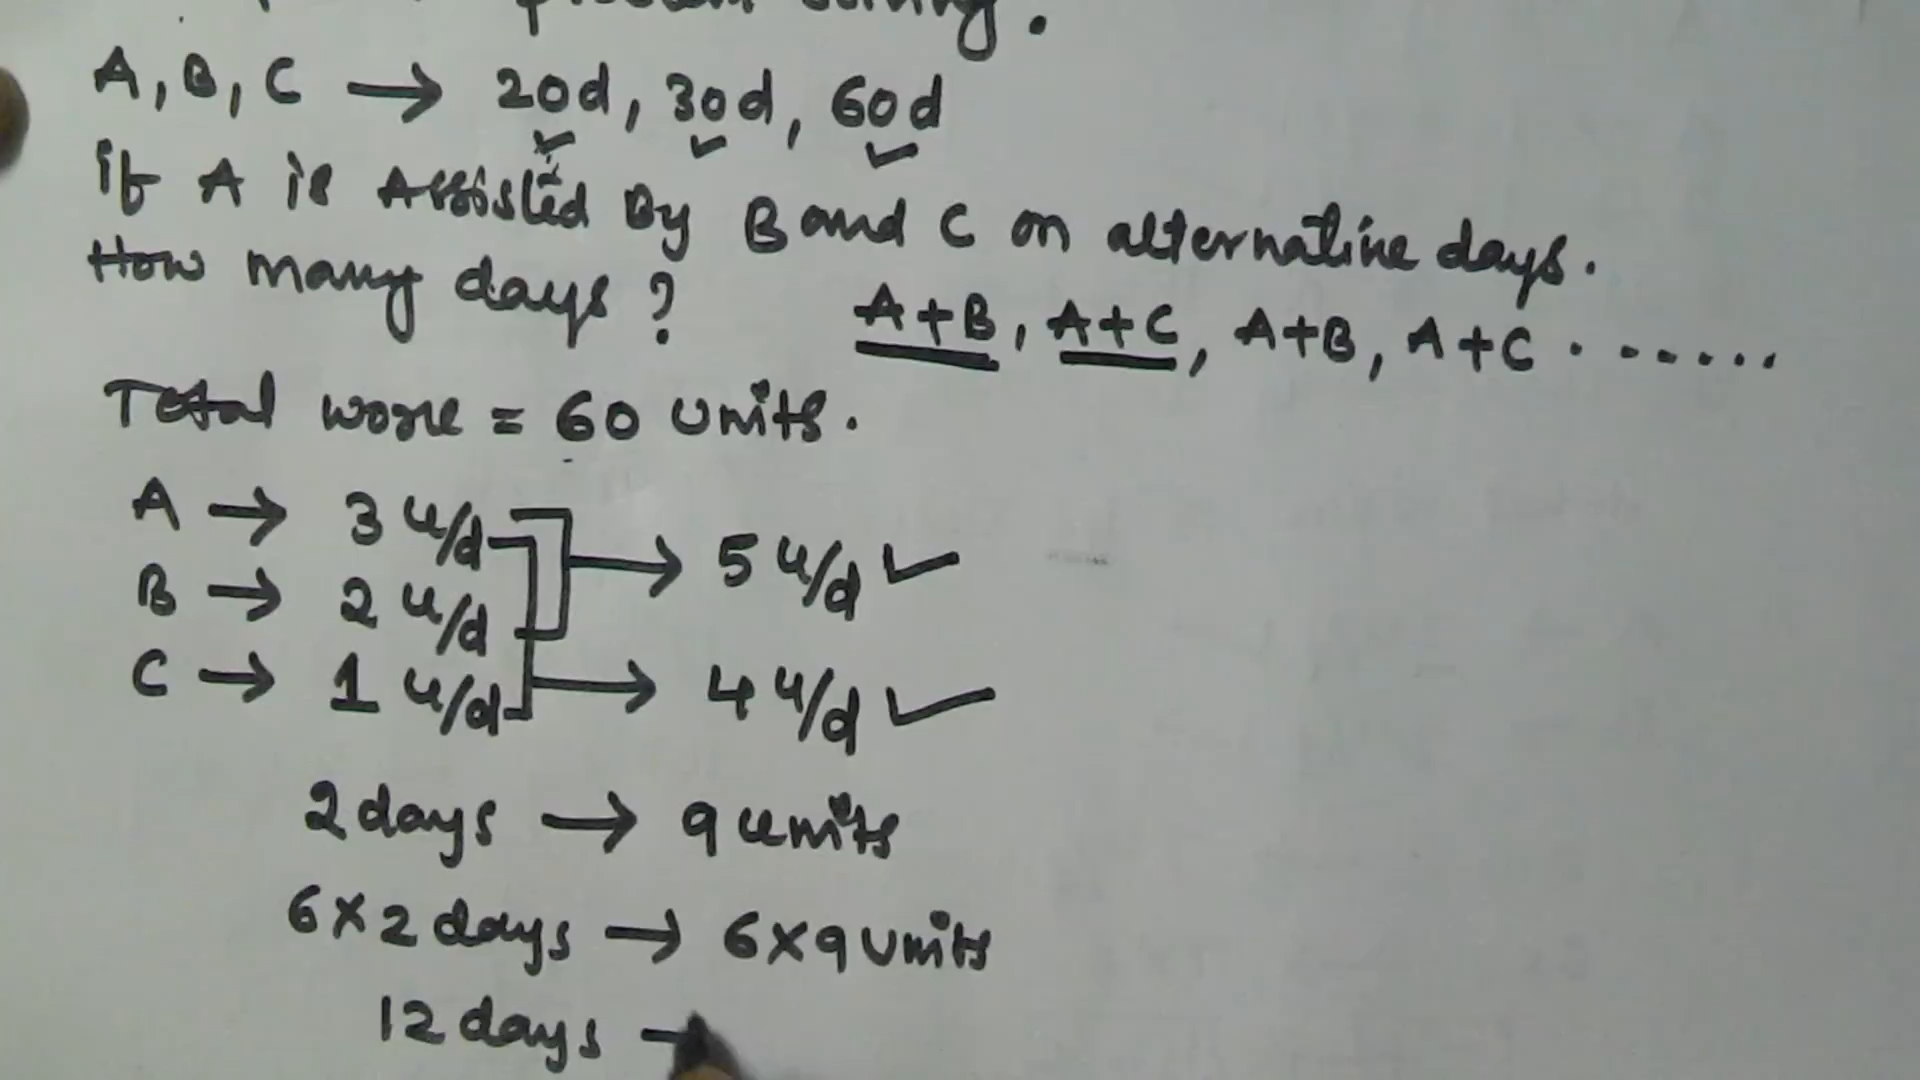 A, B, C → 20d, 30d, 60d
if A is Assisted By B and C on alternative days.
How many days?
A+B, A+C, A+B, A+C .......
Total work = 60 units.
A → 3 u/d
B → 2 u/d
C → 1 u/d
→ 5 u/d ✓
→ 4 u/d ✓
2 days → 9 units
6×2 days → 6×9 units
12 days -